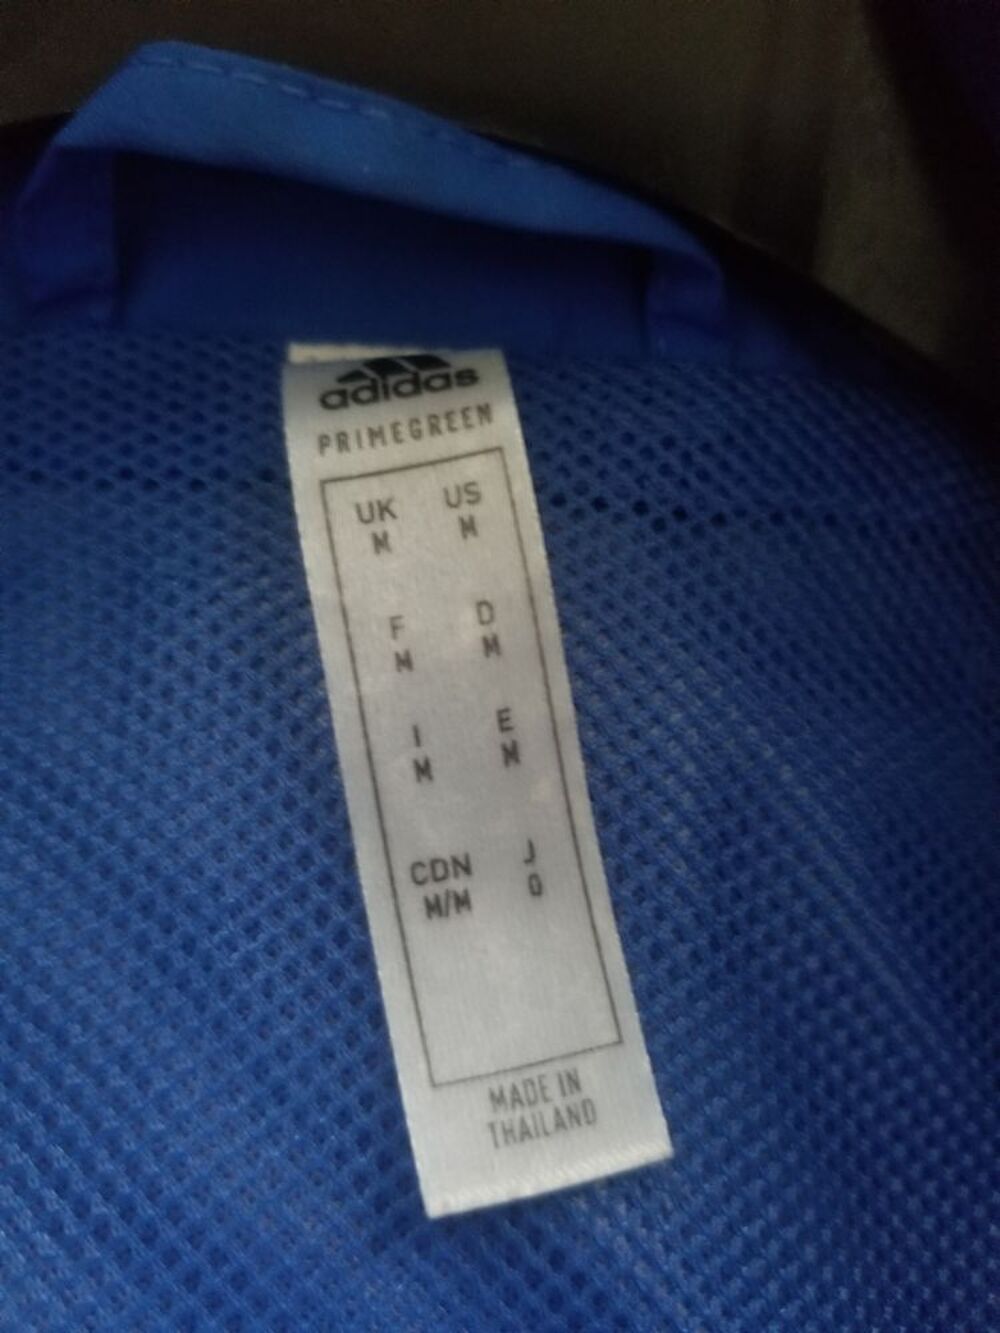 adidas
PRIMEGREEN
UK US
M M
F D
M M
I E
M M
CDN J
M/M O
MADE IN
THAILAND